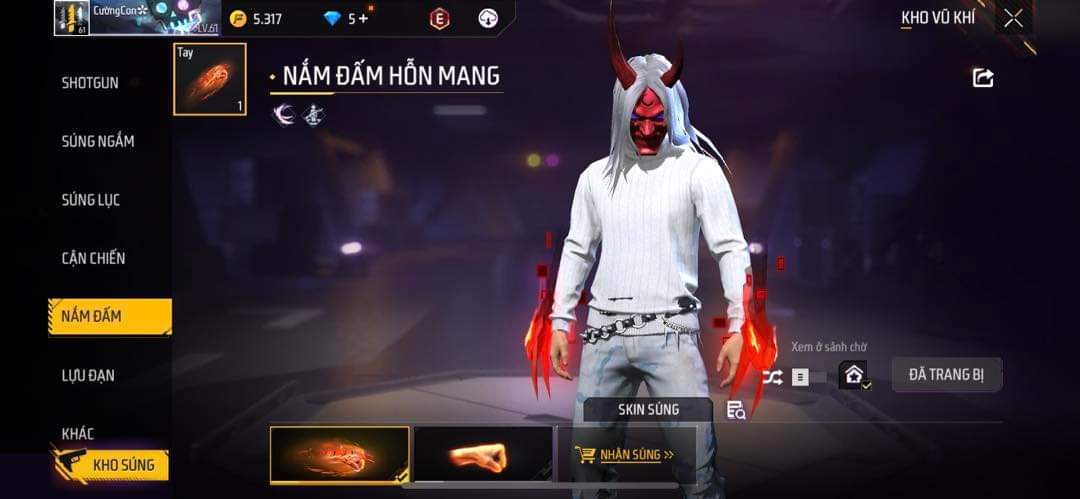 CườngCon✲
61
LV.61
5.317
5+
E
KHO VŨ KHÍ
SHOTGUN
SÚNG NGẮM
SÚNG LỤC
CẬN CHIẾN
NẮM ĐẤM
LỰU ĐẠN
KHÁC
KHO SÚNG
Tay
1
NẮM ĐẤM HỖN MANG
Xem ở sảnh chờ
ĐÃ TRANG BỊ
SKIN SÚNG
NHẬN SÚNG >>